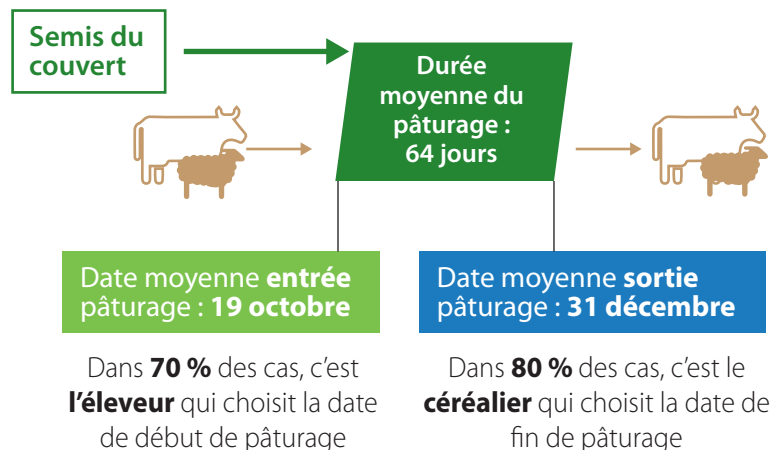 Semis du
couvert
Durée
moyenne du
pâturage :
64 jours
Date moyenne entrée
pâturage : 19 octobre
Date moyenne sortie
pâturage : 31 décembre
Dans 70 % des cas, c’est
l’éleveur qui choisit la date
de début de pâturage
Dans 80 % des cas, c’est le
céréalier qui choisit la date de
fin de pâturage